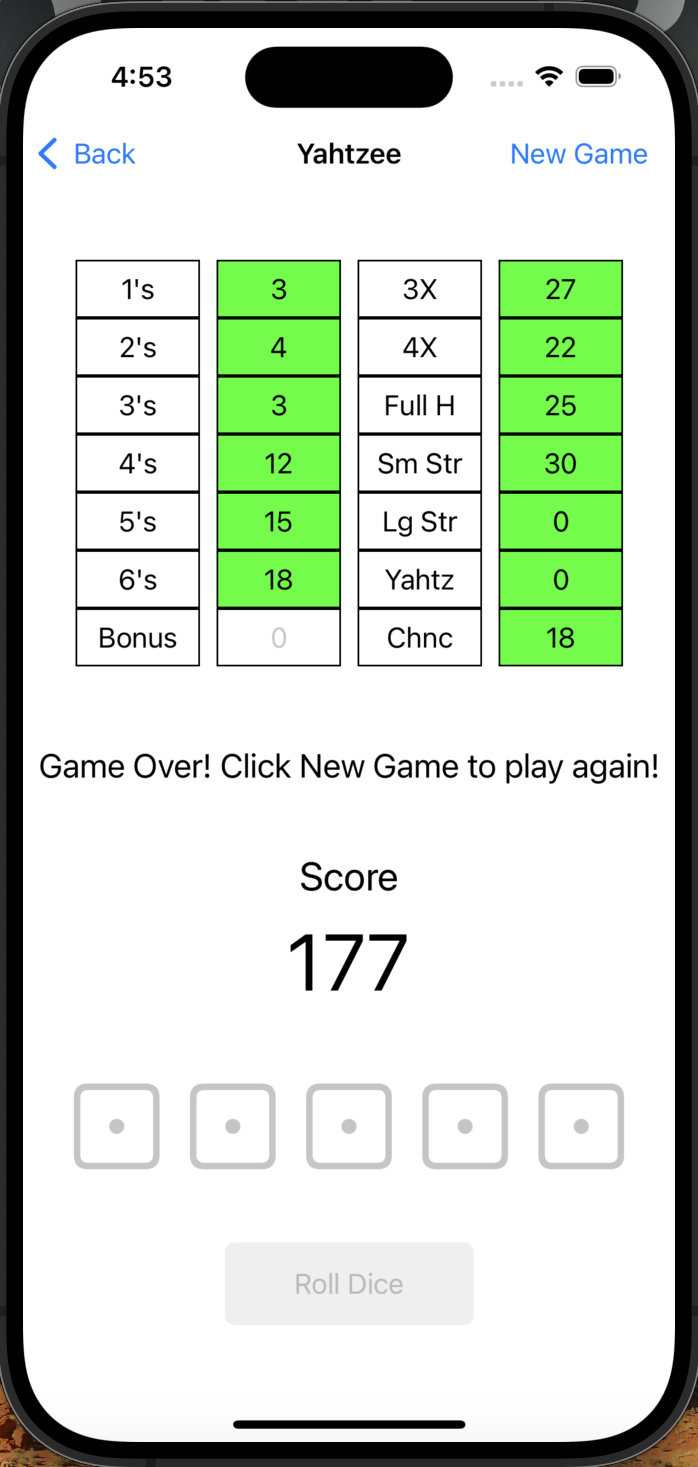 4:53
Back Yahtzee New Game
1's 3 3X 27
2's 4 4X 22
3's 3 Full H 25
4's 12 Sm Str 30
5's 15 Lg Str 0
6's 18 Yahtz 0
Bonus 0 Chnc 18
Game Over! Click New Game to play again!
Score
177
Roll Dice